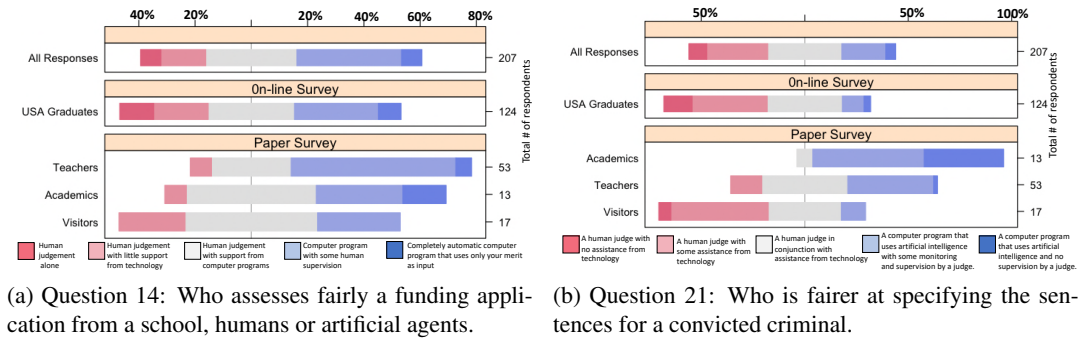 40% 0 20% 40% 60% 80%
All Responses 207
0n-line Survey
USA Graduates 124
Paper Survey
Teachers 53
Academics 13
Visitors 17
Total # of respondents
Human judgement alone
Human judgement with little support from technology
Human judgement with support from computer programs
Computer program with some human supervision
Completely automatic computer program that uses only your merit as input
(a) Question 14: Who assesses fairly a funding appli-
cation from a school, humans or artificial agents.
50% 0 50% 100%
All Responses 207
0n-line Survey
USA Graduates 124
Paper Survey
Academics 13
Teachers 53
Visitors 17
Total # of respondents
A human judge with no assistance from technology
A human judge with some assistance from technology
A human judge in conjunction with assistance from technology
A computer program that uses artificial intelligence with some monitoring and supervision by a judge.
A computer program that uses artificial intelligence and no supervision by a judge.
(b) Question 21: Who is fairer at specifying the sen-
tences for a convicted criminal.